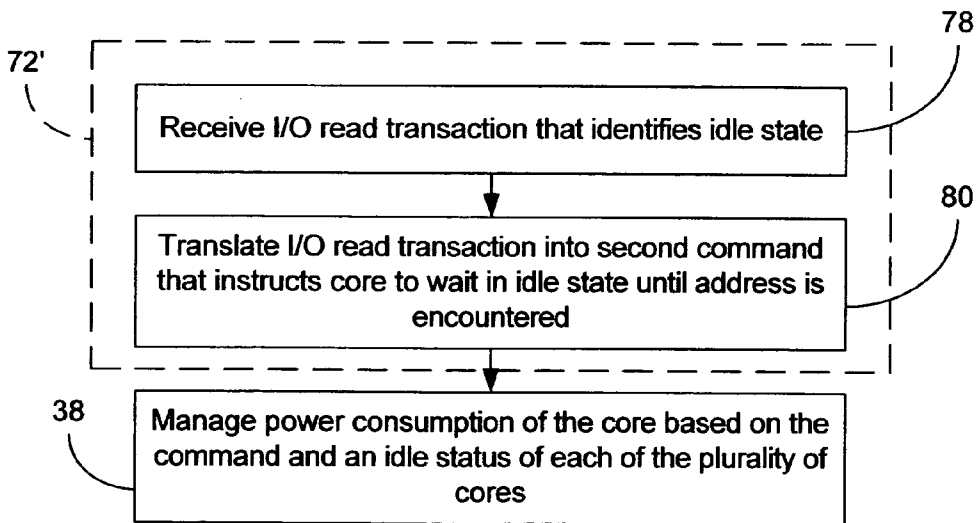 78
72'
Receive I/O read transaction that identifies idle state
80
Translate I/O read transaction into second command
that instructs core to wait in idle state until address is
encountered
38
Manage power consumption of the core based on the
command and an idle status of each of the plurality of
cores